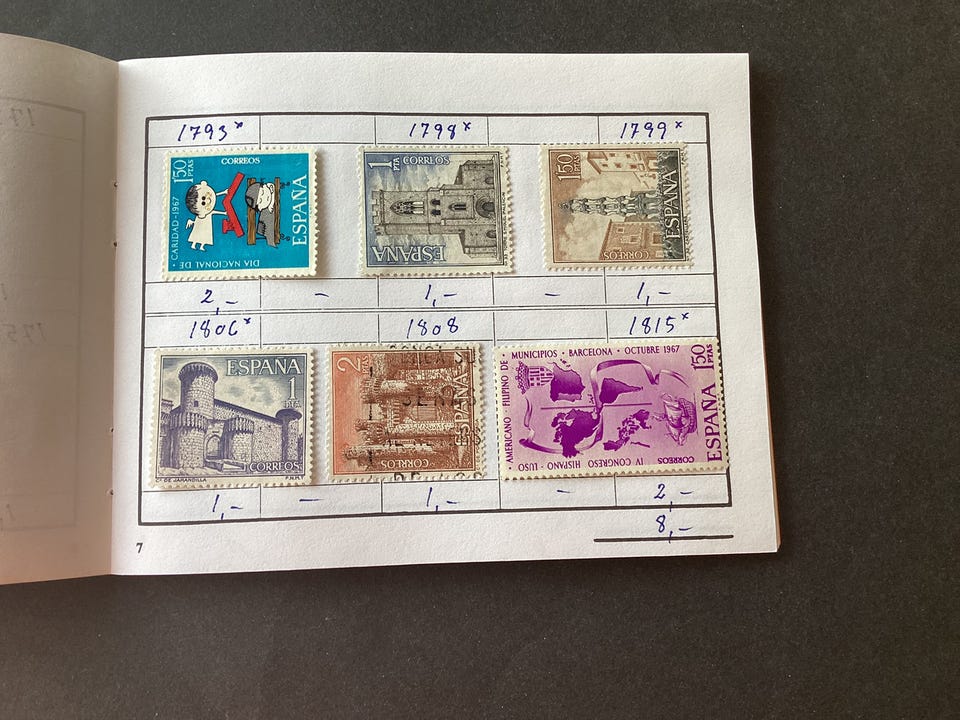 1793* 1798* 1799*
1'50 PTAS
CORREOS
ESPAÑA
· CARIDAD-1967
DIA NACIONAL DE
1 PTA CORREOS
ESPAÑA
1'50 PTAS
ESPAÑA
CORREOS
2,- - 1,- - 1,-
1806* 1808 1815*
ESPAÑA
1 PTA
CORREOS
Cº DE JARANDILLA F.N.M.T
2 PTAS
ESPAÑA
CORREOS
IV CONGRESO HISPANO - LUSO
· AMERICANO - FILIPINO DE
MUNICIPIOS · BARCELONA · OCTUBRE 1967
1'50 PTAS
ESPAÑA
CORREOS
1,- - 1,- - 2,-
8,-
7